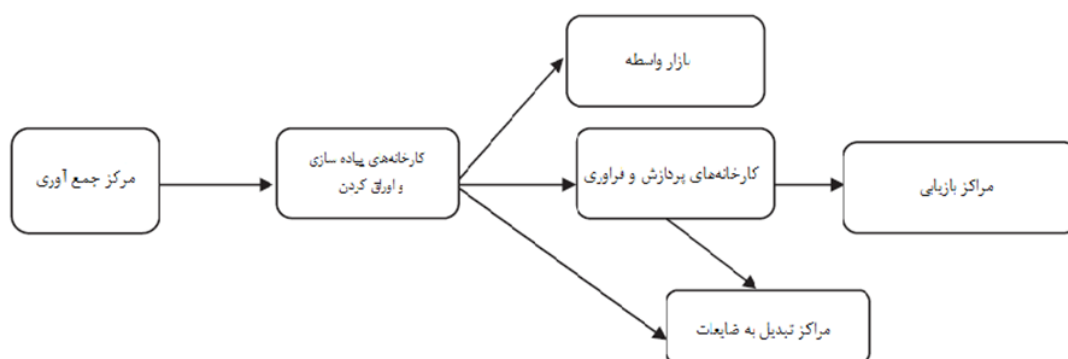 بازار واسطه
مرکز جمع آوری
کارخانه‌های پیاده سازی
و اوراق کردن
کارخانه‌های پردازش و فراوری
مراکز بازیابی
مراکز تبدیل به ضایعات